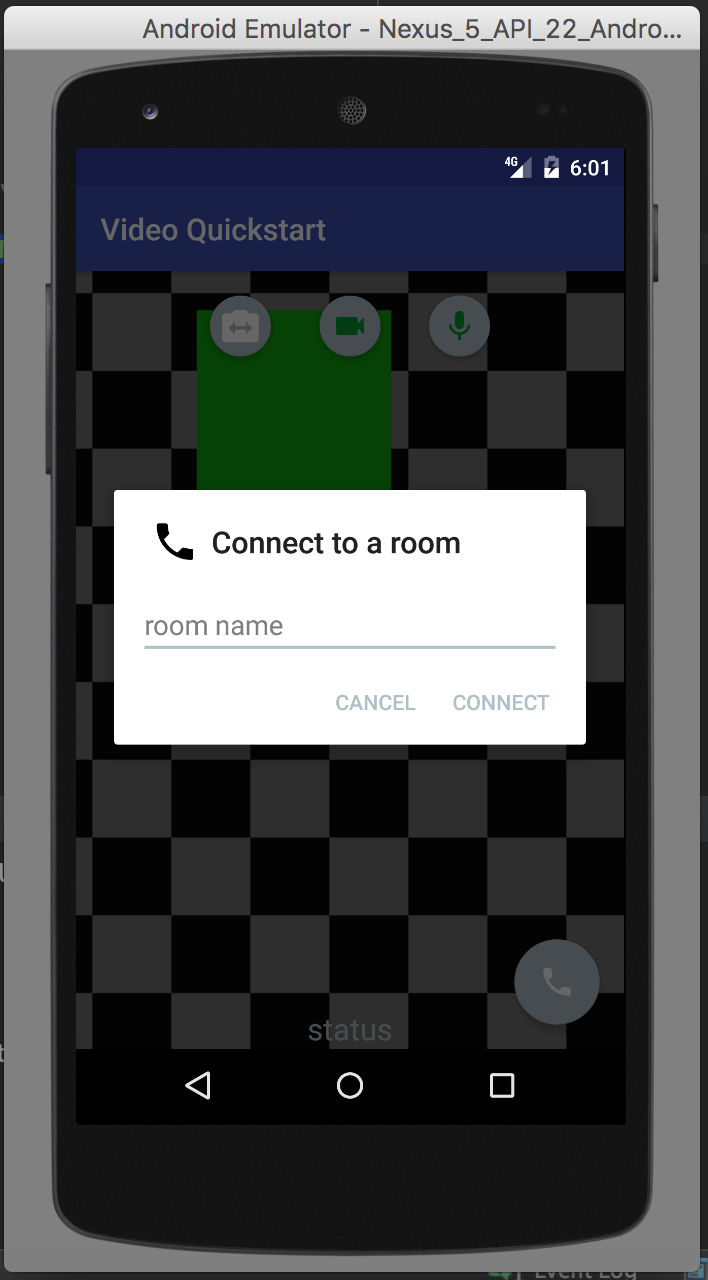 Android Emulator - Nexus_5_API_22_Andro...
4G 6:01
Video Quickstart
Connect to a room
room name
CANCEL CONNECT
status
Event Log